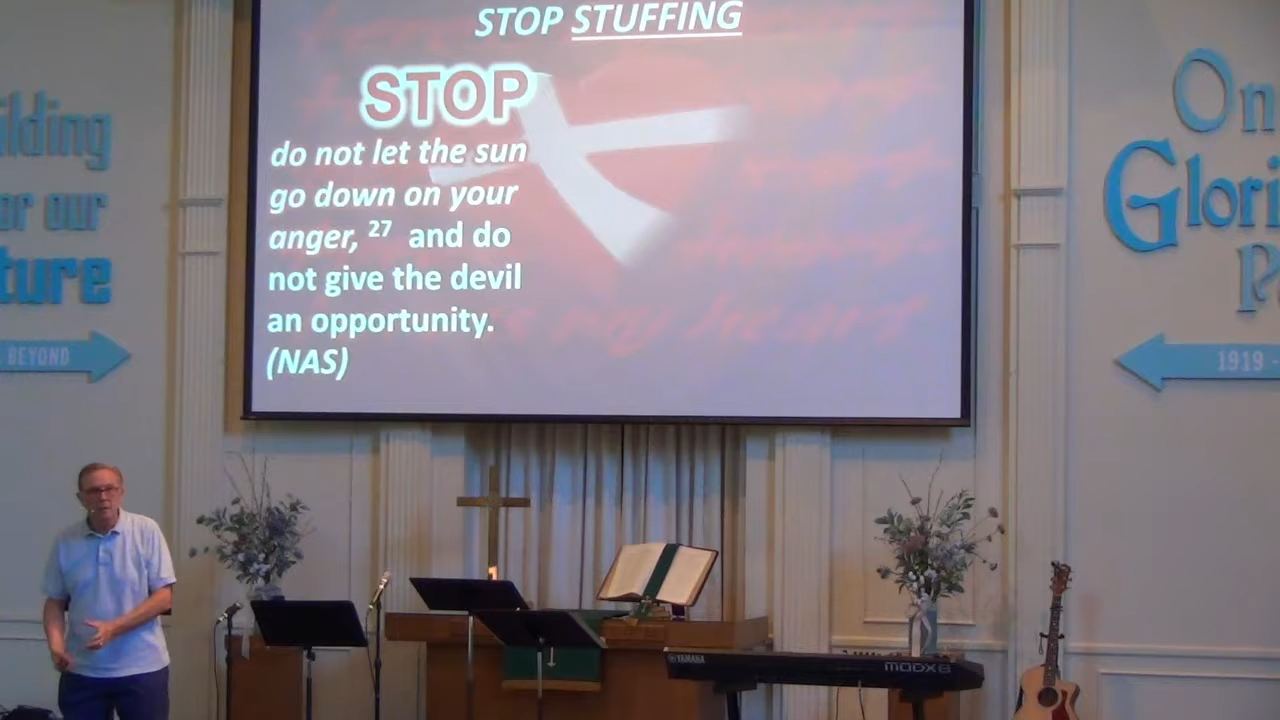 STOP STUFFING
STOP
do not let the sun
go down on your
anger, 27 and do
not give the devil
an opportunity.
(NAS)
ilding
or our
ture
BEYOND
On
Glori
1919 -
YAMAHA
MODX8